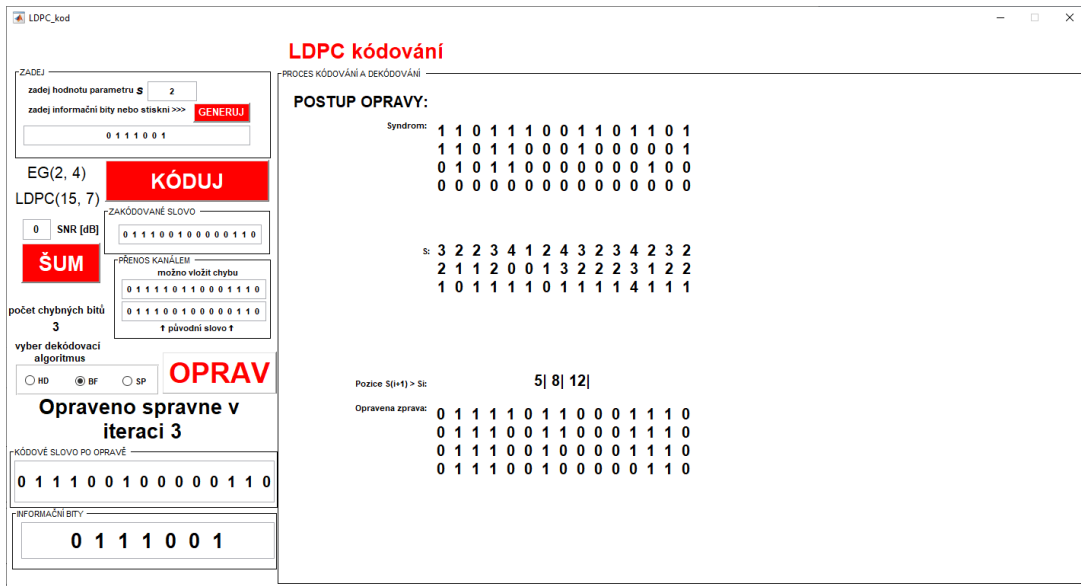 LDPC_kod
LDPC kódování
ZADEJ
zadej hodnotu parametru s 2
zadej informační bity nebo stiskni >>> GENERUJ
0 1 1 1 0 0 1
EG(2, 4)
LDPC(15, 7)
KÓDUJ
ZAKÓDOVANÉ SLOVO
0 1 1 1 0 0 1 0 0 0 0 0 1 1 0
0 SNR [dB]
ŠUM
PŘENOS KANÁLEM
možno vložit chybu
0 1 1 1 1 0 1 1 0 0 0 1 1 1 0
0 1 1 1 0 0 1 0 0 0 0 0 1 1 0
↑ původní slovo ↑
počet chybných bitů
3
vyber dekódovací
algoritmus
HD BF SP
OPRAV
Opraveno spravne v
iteraci 3
KÓDOVÉ SLOVO PO OPRAVĚ
0 1 1 1 0 0 1 0 0 0 0 0 1 1 0
INFORMAČNÍ BITY
0 1 1 1 0 0 1
PROCES KÓDOVÁNÍ A DEKÓDOVÁNÍ
POSTUP OPRAVY:
Syndrom: 1 1 0 1 1 1 0 0 1 1 0 1 1 0 1
1 1 0 1 1 0 0 0 1 0 0 0 0 0 1
0 1 0 1 1 0 0 0 0 0 0 0 1 0 0
0 0 0 0 0 0 0 0 0 0 0 0 0 0 0
S: 3 2 2 3 4 1 2 4 3 2 3 4 2 3 2
2 1 1 2 0 0 1 3 2 2 2 3 1 2 2
1 0 1 1 1 1 0 1 1 1 1 4 1 1 1
Pozice S(i+1) > Si: 5| 8| 12|
Opravena zprava: 0 1 1 1 1 0 1 1 0 0 0 1 1 1 0
0 1 1 1 0 0 1 1 0 0 0 1 1 1 0
0 1 1 1 0 0 1 0 0 0 0 1 1 1 0
0 1 1 1 0 0 1 0 0 0 0 0 1 1 0